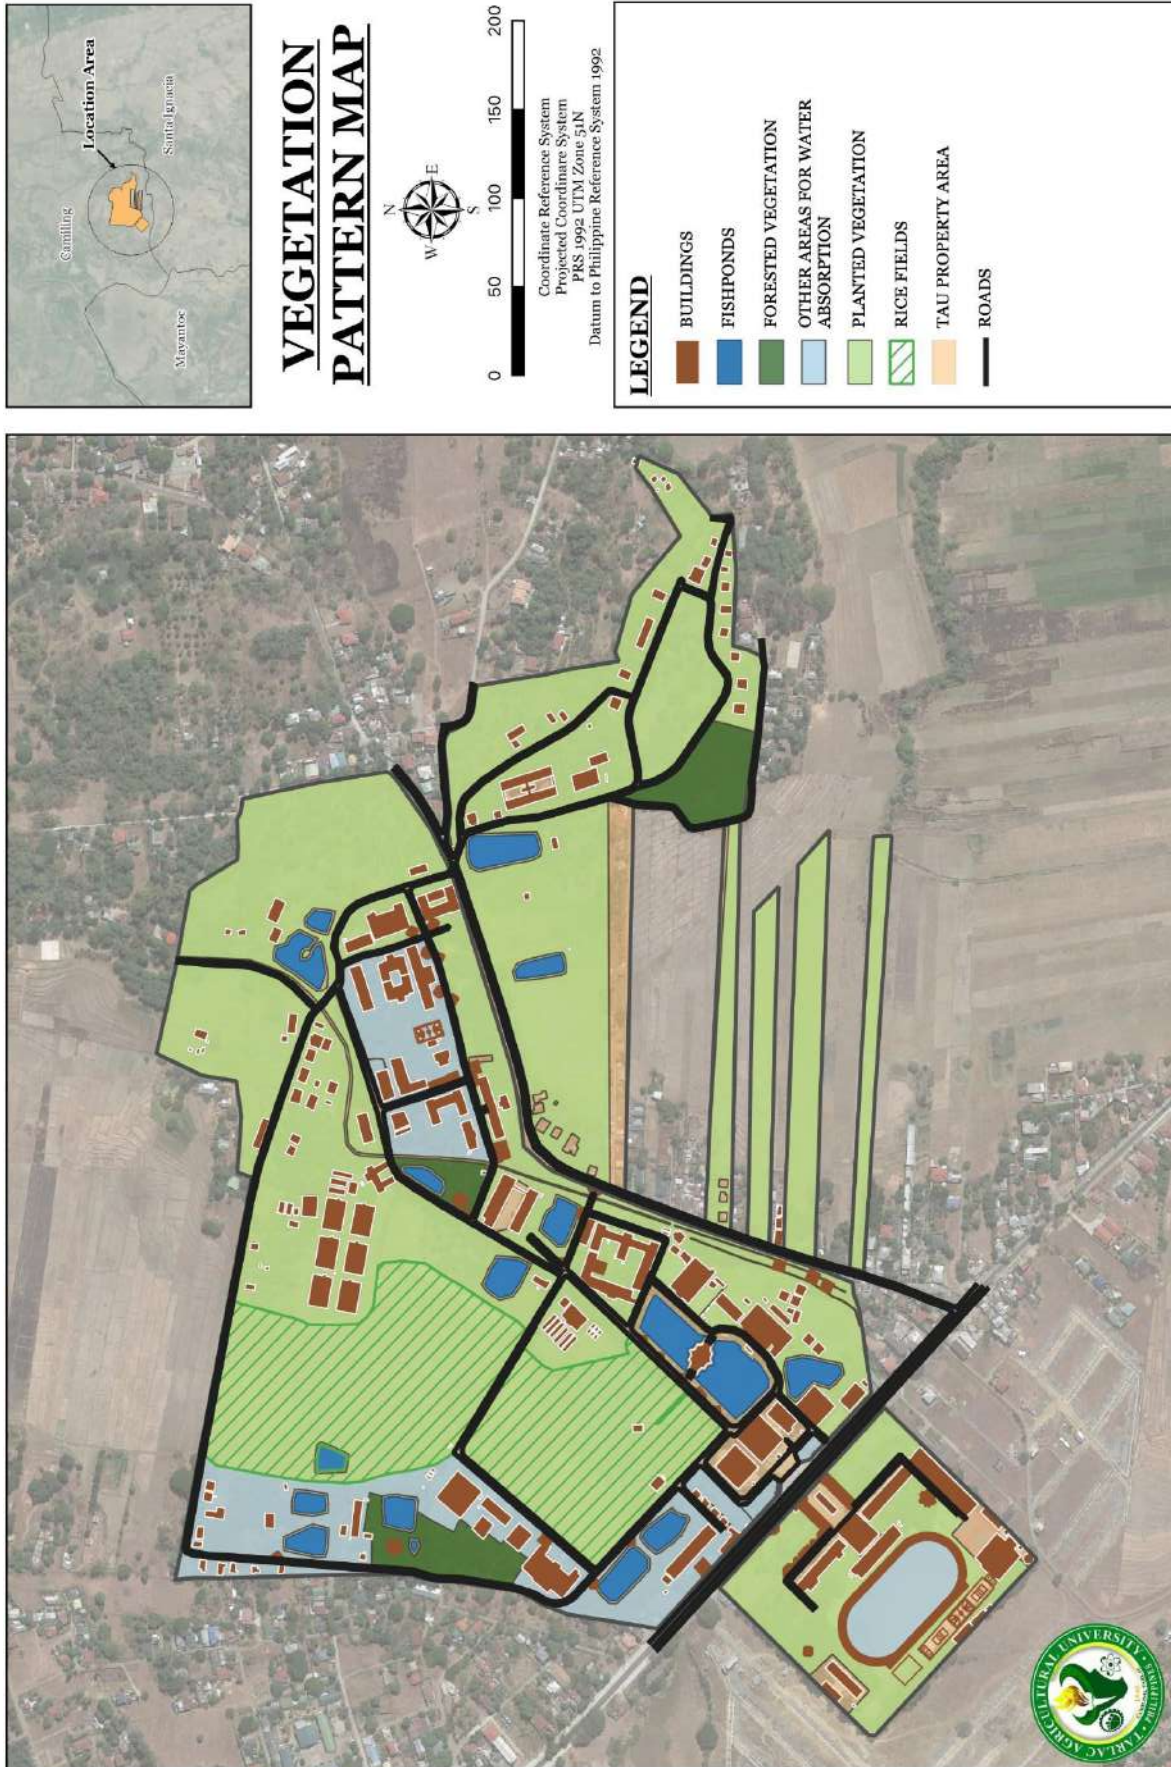 Camiling
Location Area
Mayantoc
Santa Ignacia
VEGETATION
PATTERN MAP
N
W
E
S
0 50 100 150 200
Coordinate Reference System
Projected Coordinare System
PRS 1992 UTM Zone 51N
Datum to Philippine Reference System 1992
LEGEND
BUILDINGS
FISHPONDS
FORESTED VEGETATION
OTHER AREAS FOR WATER
ABSORPTION
PLANTED VEGETATION
RICE FIELDS
TAU PROPERTY AREA
ROADS
TARLAC AGRICULTURAL UNIVERSITY
PHILIPPINES